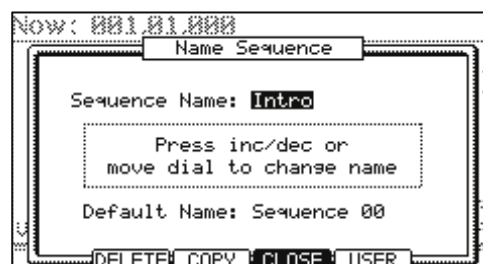 Now: 001.01.000
Name Sequence
Sequence Name: Intro
Press inc/dec or
move dial to change name
Default Name: Sequence 00
DELETE COPY CLOSE USER